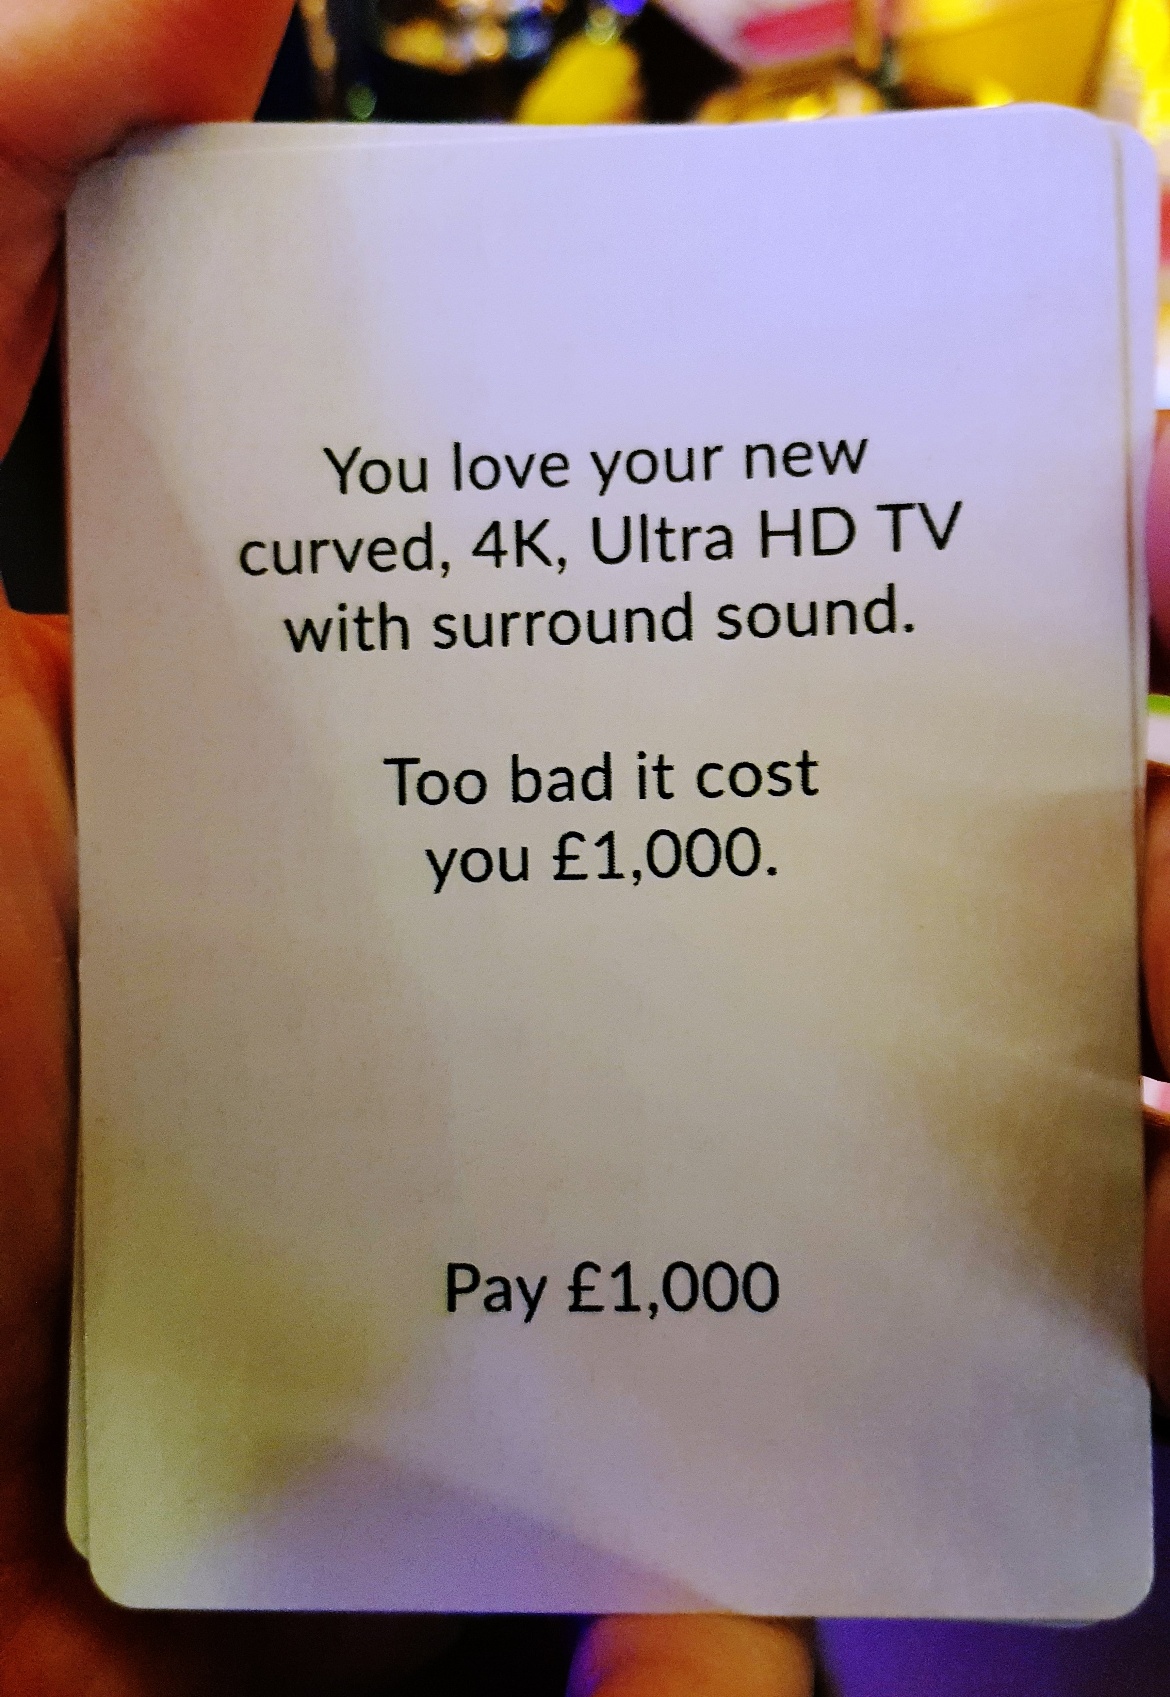 You love your new
curved, 4K, Ultra HD TV
with surround sound.
Too bad it cost
you £1,000.
Pay £1,000